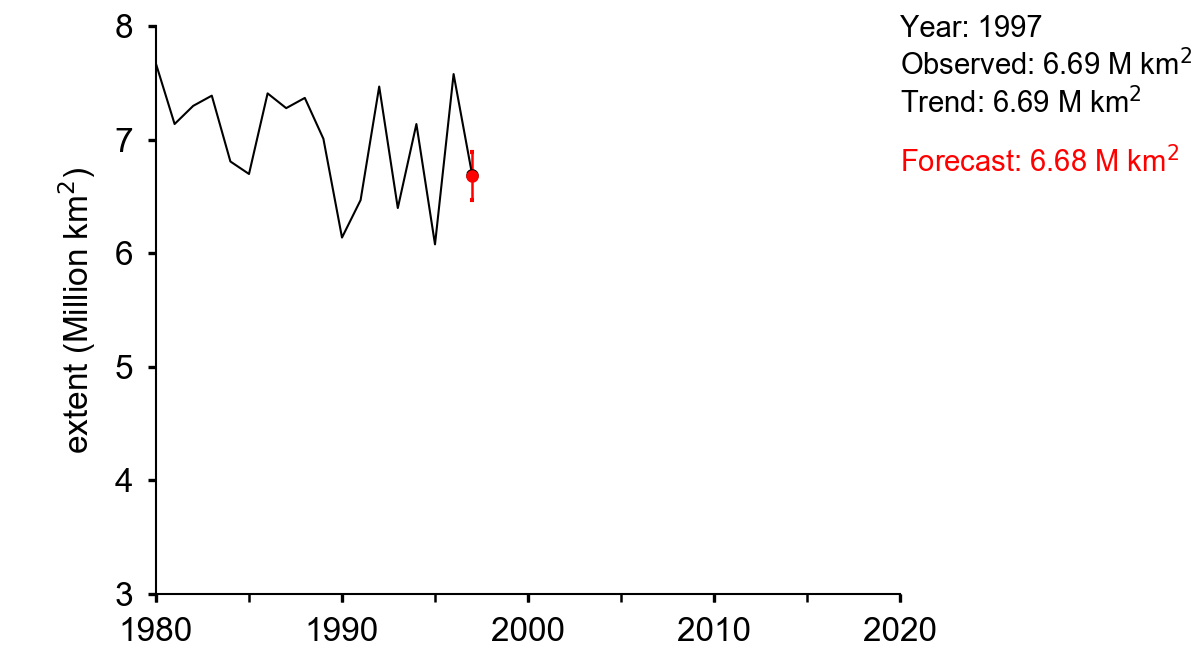 Year: 1997
Observed: 6.69 M km²
Trend: 6.69 M km²
Forecast: 6.68 M km²
extent (Million km²)
8
7
6
5
4
3
1980 1990 2000 2010 2020